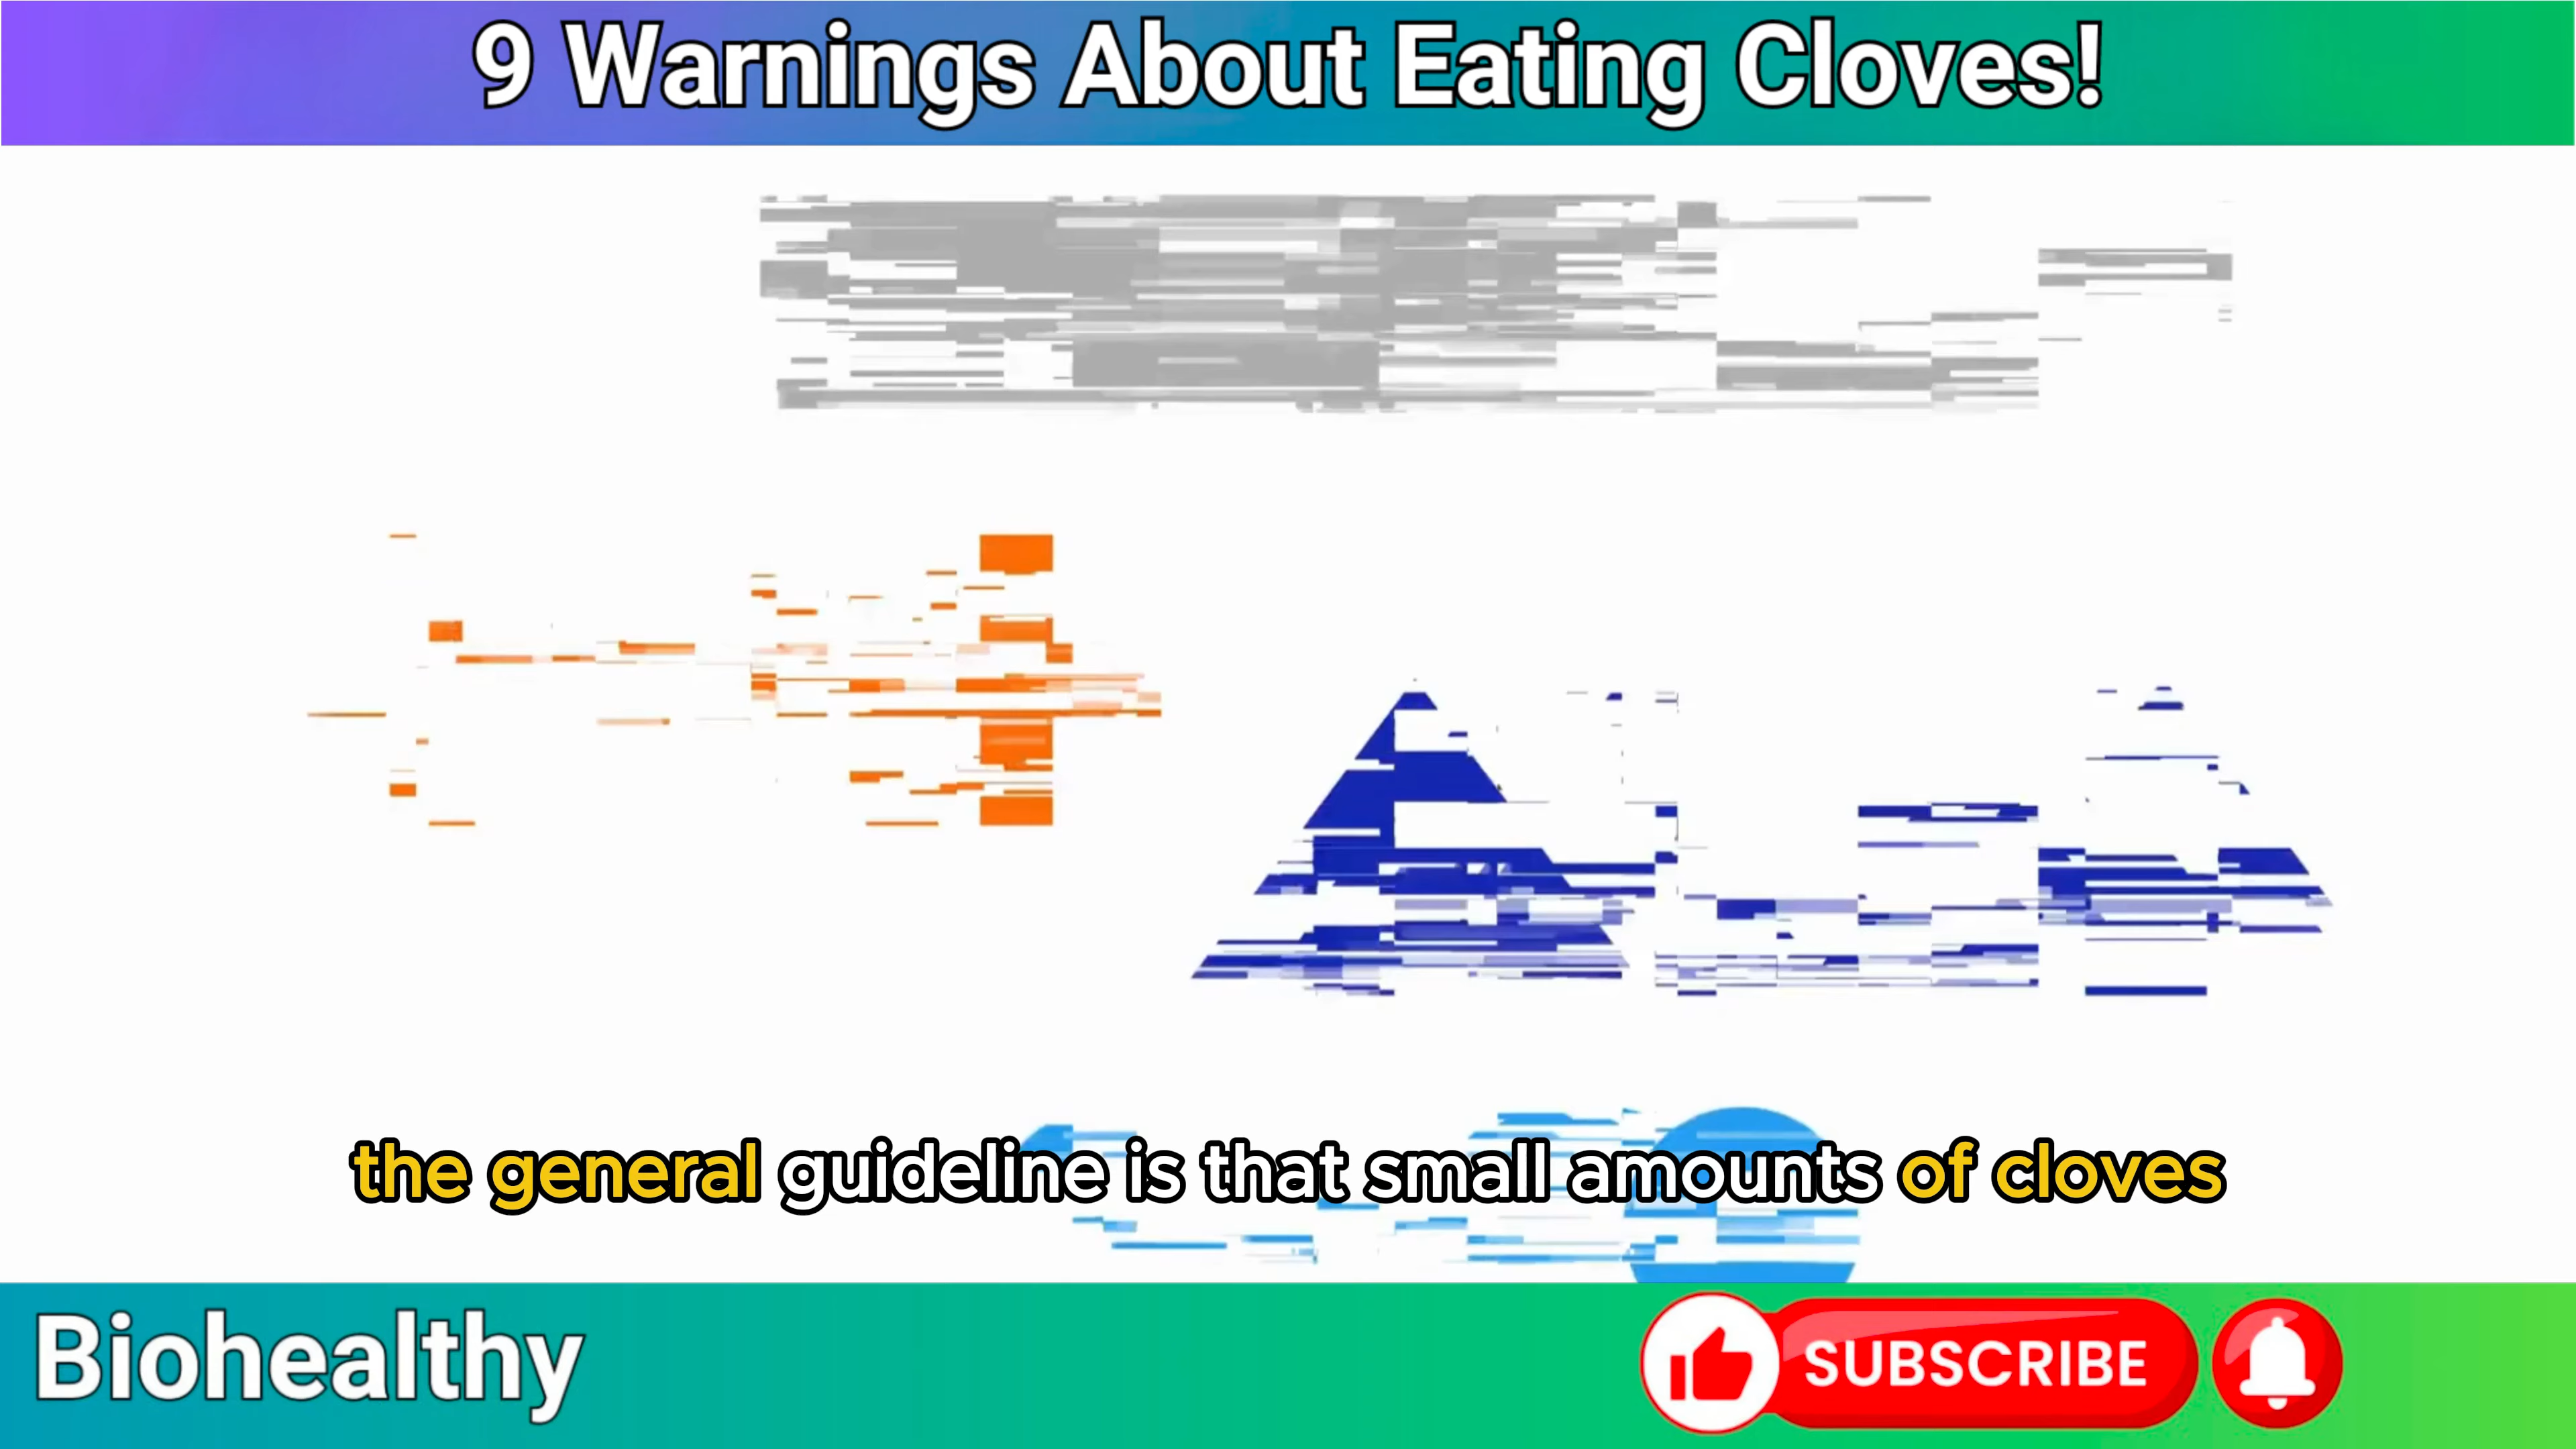 9 Warnings About Eating Cloves!
the general guideline is that small amounts of cloves
Biohealthy
SUBSCRIBE